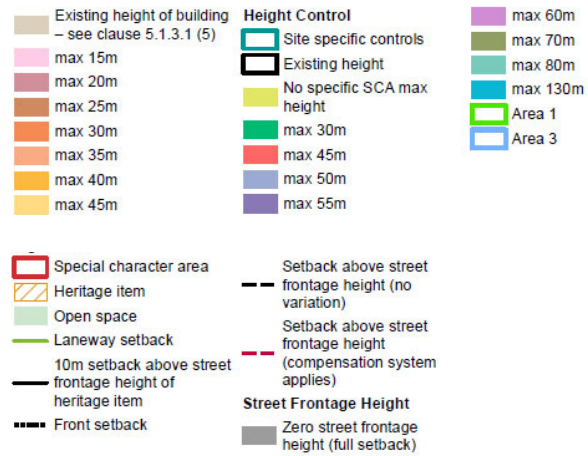 Existing height of building
– see clause 5.1.3.1 (5)
max 15m
max 20m
max 25m
max 30m
max 35m
max 40m
max 45m
Height Control
Site specific controls
Existing height
No specific SCA max
height
max 30m
max 45m
max 50m
max 55m
max 60m
max 70m
max 80m
max 130m
Area 1
Area 3
Special character area
Heritage item
Open space
Laneway setback
10m setback above street
frontage height of
heritage item
Front setback
Setback above street
frontage height (no
variation)
Setback above street
frontage height
(compensation system
applies)
Street Frontage Height
Zero street frontage
height (full setback)